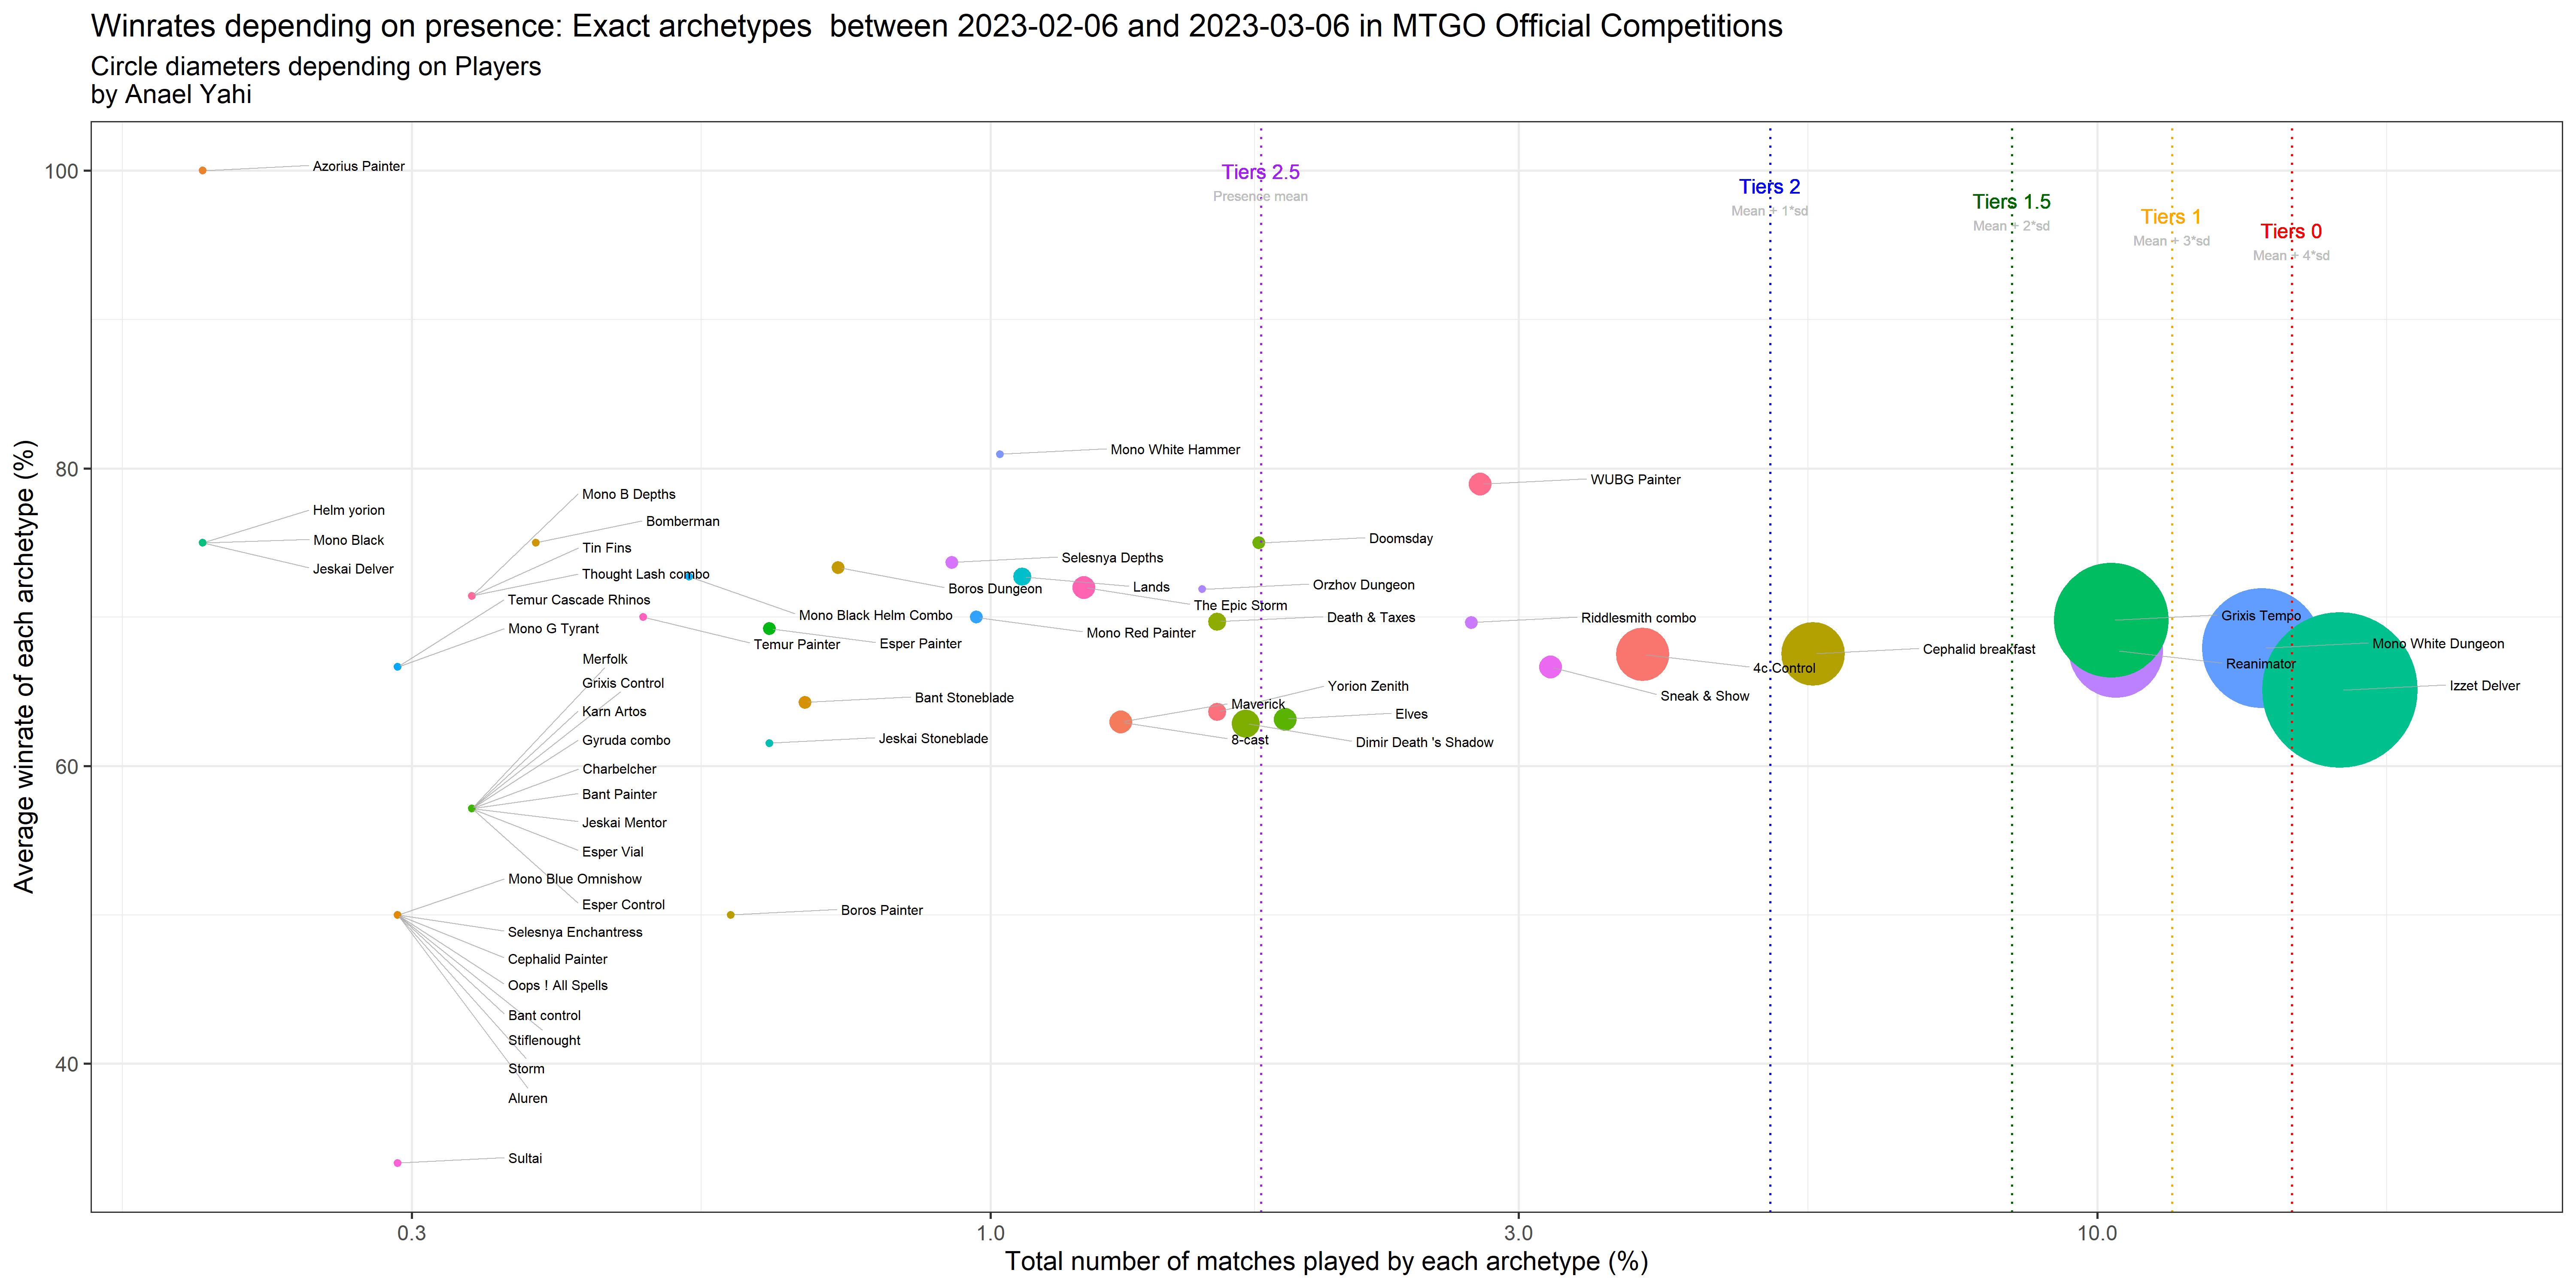 Winrates depending on presence: Exact archetypes  between 2023-02-06 and 2023-03-06 in MTGO Official Competitions
Circle diameters depending on Players
by Anael Yahi
Average winrate of each archetype (%)
100
80
60
40
Azorius Painter
Tiers 2.5
Presence mean
Tiers 2
Mean + 1*sd
Tiers 1.5
Mean + 2*sd
Tiers 1
Mean + 3*sd
Tiers 0
Mean + 4*sd
Mono White Hammer
WUBG Painter
Mono B Depths
Helm yorion
Bomberman
Mono Black
Doomsday
Tin Fins
Selesnya Depths
Jeskai Delver
Thought Lash combo
Orzhov Dungeon
Lands
Boros Dungeon
Temur Cascade Rhinos
The Epic Storm
Mono Black Helm Combo
Grixis Tempo
Death & Taxes
Riddlesmith combo
Mono G Tyrant
Mono Red Painter
Temur Painter
Esper Painter
Mono White Dungeon
Cephalid breakfast
Merfolk
Reanimator
4c Control
Grixis Control
Yorion Zenith
Izzet Delver
Bant Stoneblade
Sneak & Show
Maverick
Karn Artos
Elves
Gyruda combo
Jeskai Stoneblade
8-cast
Dimir Death 's Shadow
Charbelcher
Bant Painter
Jeskai Mentor
Esper Vial
Mono Blue Omnishow
Esper Control
Boros Painter
Selesnya Enchantress
Cephalid Painter
Oops ! All Spells
Bant control
Stiflenought
Storm
Aluren
Sultai
0.3
1.0
3.0
10.0
Total number of matches played by each archetype (%)